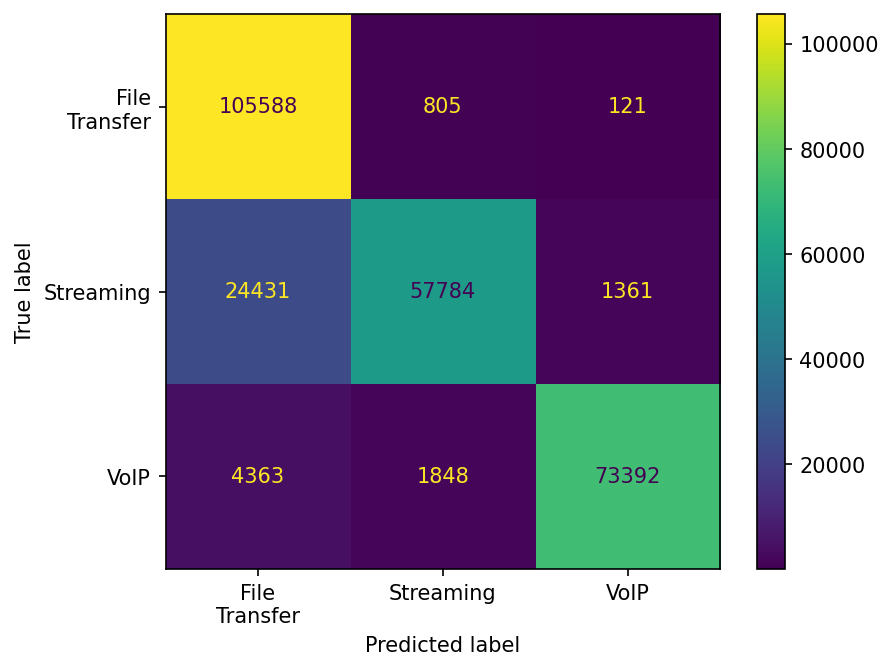 File
Transfer
105588 805 121
Streaming
24431 57784 1361
VoIP
4363 1848 73392
File
Transfer
Streaming
VoIP
Predicted label
True label
100000
80000
60000
40000
20000